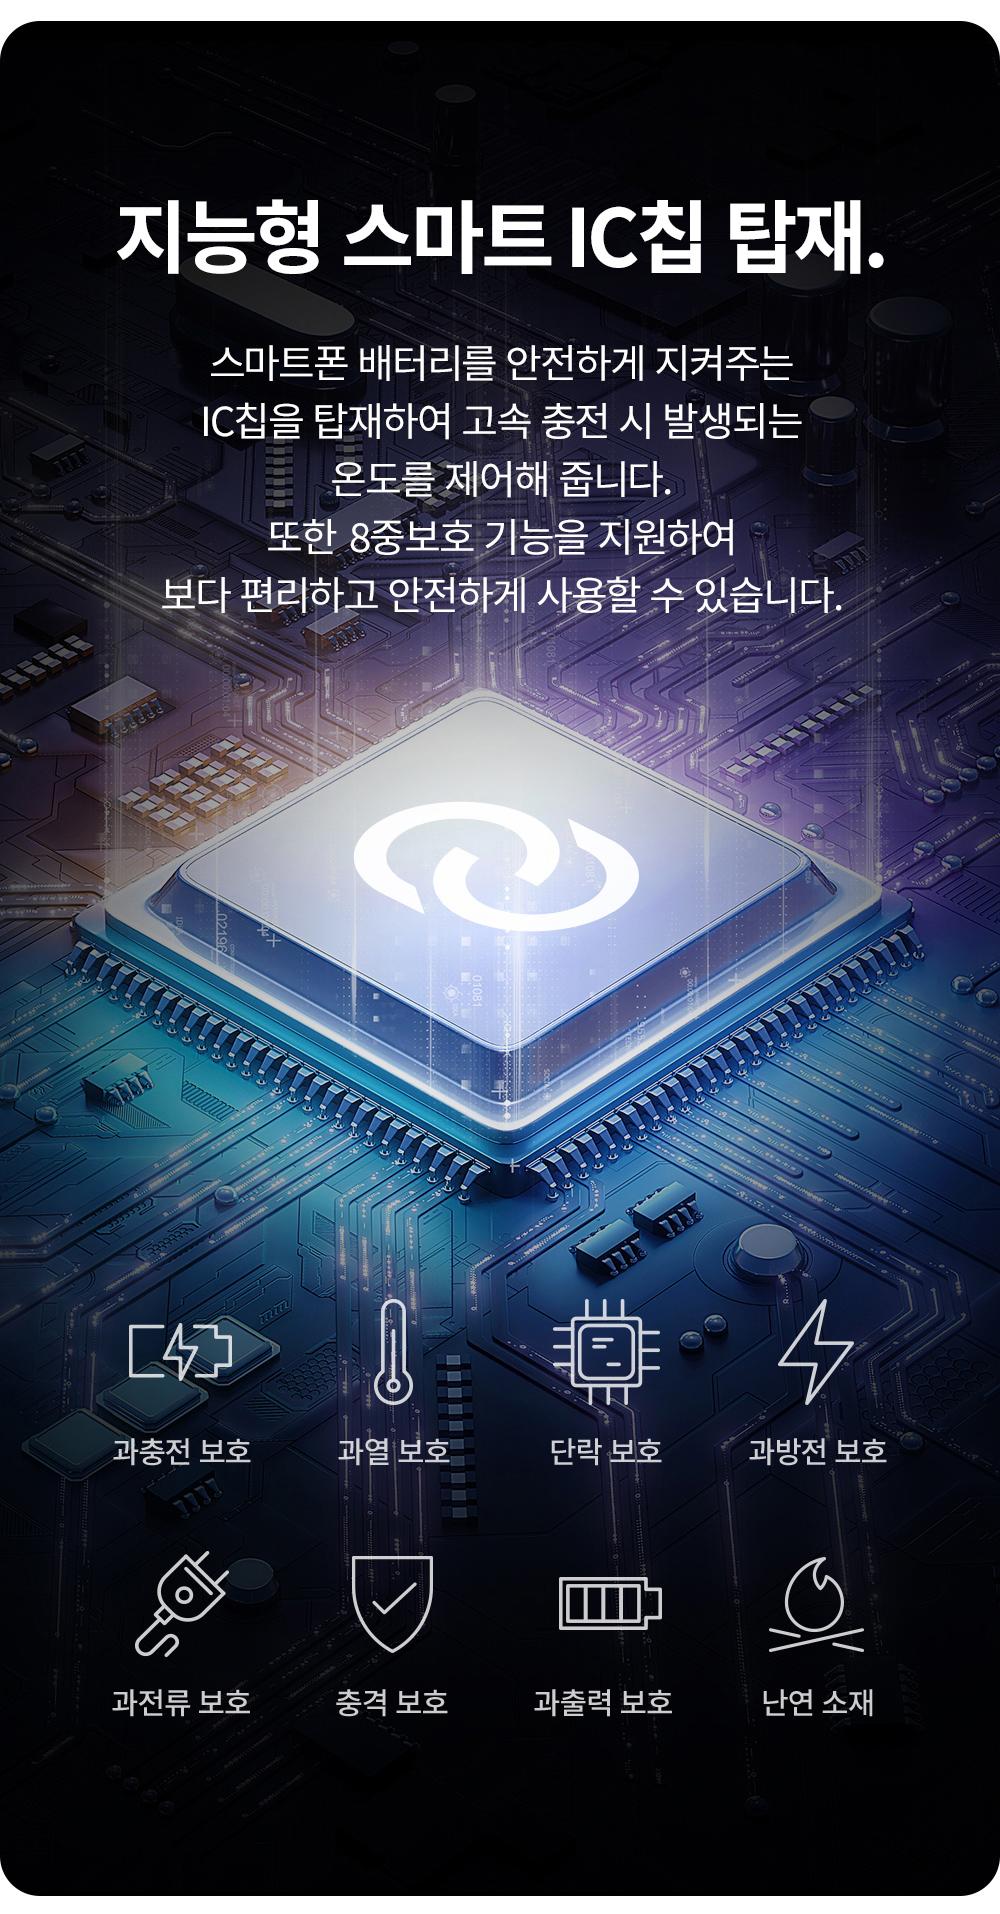 지능형 스마트 IC칩 탑재.
스마트폰 배터리를 안전하게 지켜주는
IC칩을 탑재하여 고속 충전 시 발생되는
온도를 제어해 줍니다.
또한 8중보호 기능을 지원하여
보다 편리하고 안전하게 사용할 수 있습니다.
과충전 보호
과열 보호
단락 보호
과방전 보호
과전류 보호
충격 보호
과출력 보호
난연 소재